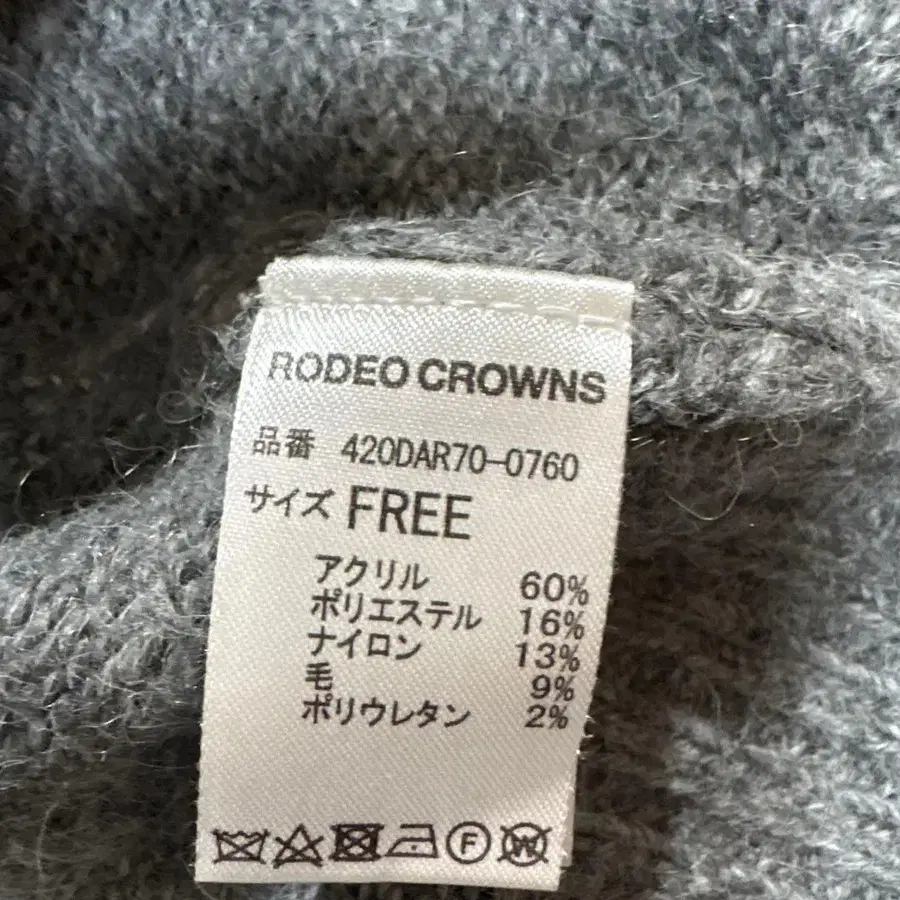 RODEO CROWNS
品番 420DAR70-0760
サイズ FREE
アクリル 60%
ポリエステル 16%
ナイロン 13%
毛 9%
ポリウレタン 2%
F W